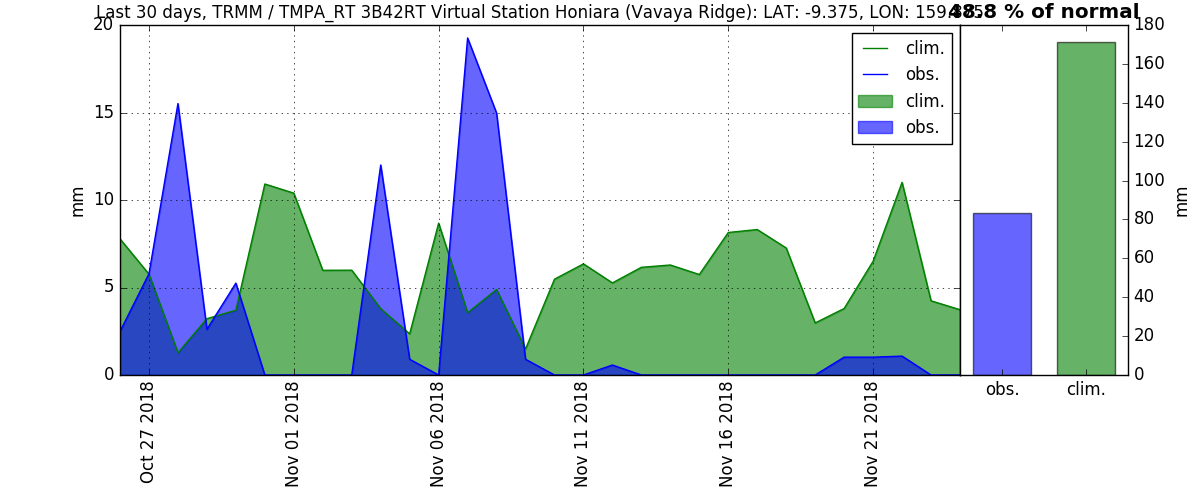 Last 30 days, TRMM / TMPA_RT 3B42RT Virtual Station Honiara (Vavaya Ridge): LAT: -9.375, LON:
48.8 % of normal
20
15
10
5
0
mm
clim.
obs.
clim.
obs.
Oct 27 2018
Nov 01 2018
Nov 06 2018
Nov 11 2018
Nov 16 2018
Nov 21 2018
180
160
140
120
100
80
60
40
20
0
mm
obs.
clim.